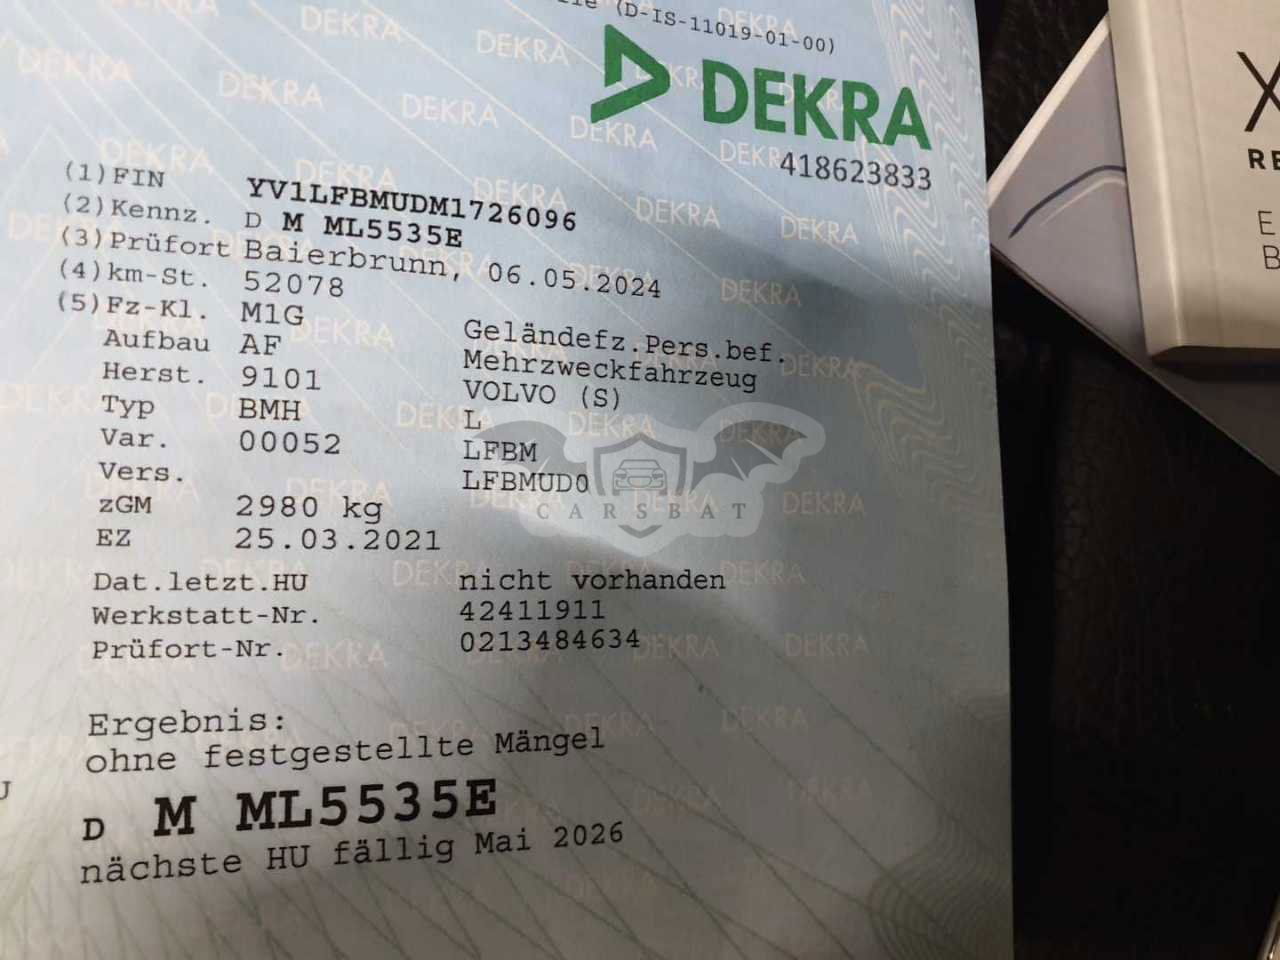 (D-IS-11019-01-00)
DEKRA
418623833
(1)FIN YV1LFBMUDM1726096
(2)Kennz. D M ML5535E
(3)Prüfort Baierbrunn, 06.05.2024
(4)km-St. 52078
(5)Fz-Kl. M1G Geländefz.Pers.bef.
Aufbau AF Mehrzweckfahrzeug
Herst. 9101 VOLVO (S)
Typ BMH L
Var. 00052 LFBM
Vers. LFBMUD0
zGM 2980 kg
EZ 25.03.2021
Dat.letzt.HU nicht vorhanden
Werkstatt-Nr. 42411911
Prüfort-Nr. 0213484634
Ergebnis:
ohne festgestellte Mängel
D M ML5535E
nächste HU fällig Mai 2026
CARSBAT